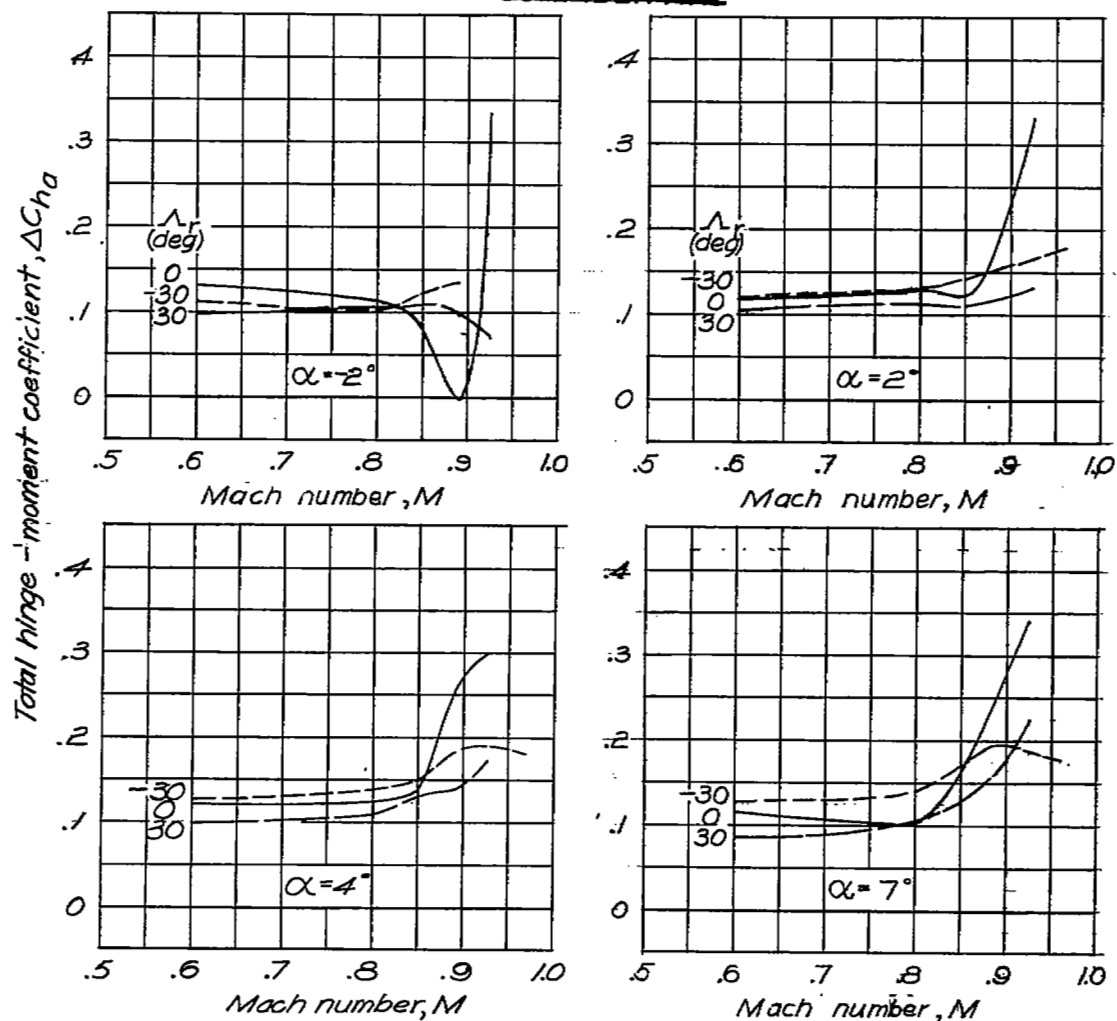 Total hinge-moment coefficient, ΔCha
.4
.3
.2
.1
0
Λr
(deg)
0
-30
30
α=-2°
.5 .6 .7 .8 .9 1.0
Mach number, M
.4
.3
.2
.1
0
Λr
(deg)
-30
0
30
α=2°
.5 .6 .7 .8 .9 1.0
Mach number, M
.4
.3
.2
.1
0
-30
0
30
α=4°
.5 .6 .7 .8 .9 1.0
Mach number, M
.4
.3
.2
.1
0
-30
0
30
α=7°
.5 .6 .7 .8 .9 1.0
Mach number, M